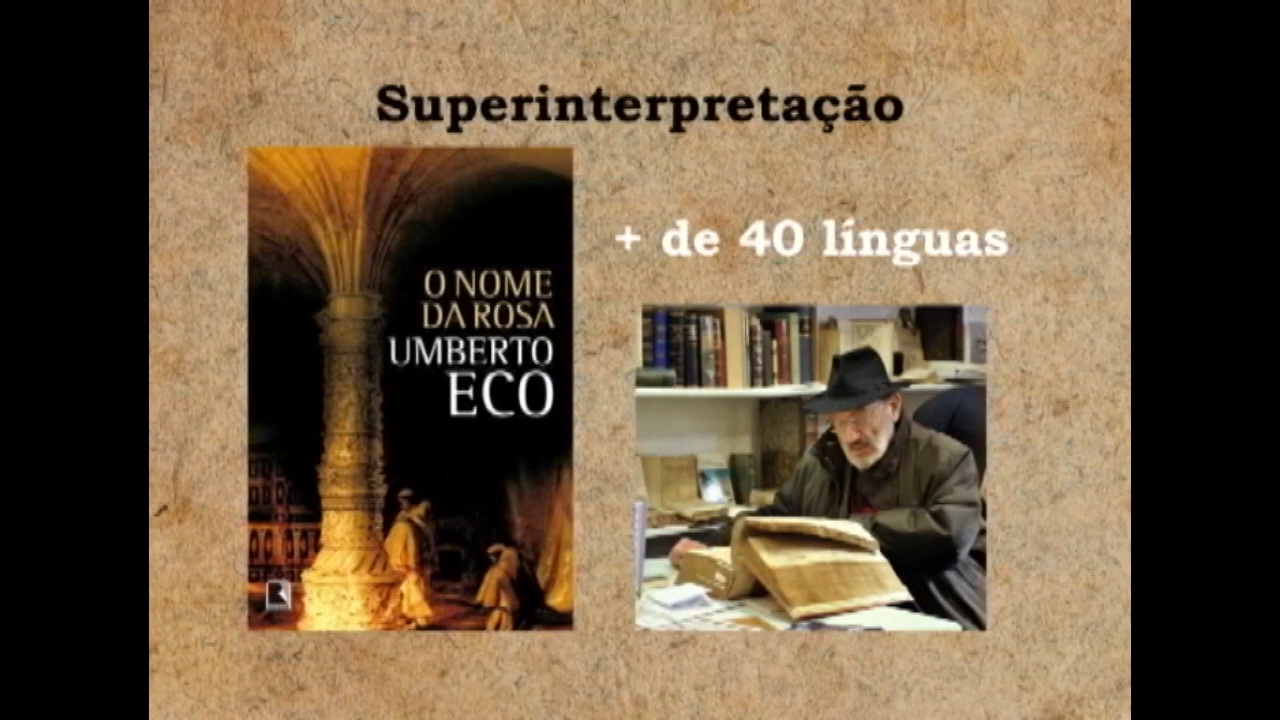 Superinterpretação
O NOME
DA ROSA
UMBERTO
ECO
+ de 40 línguas